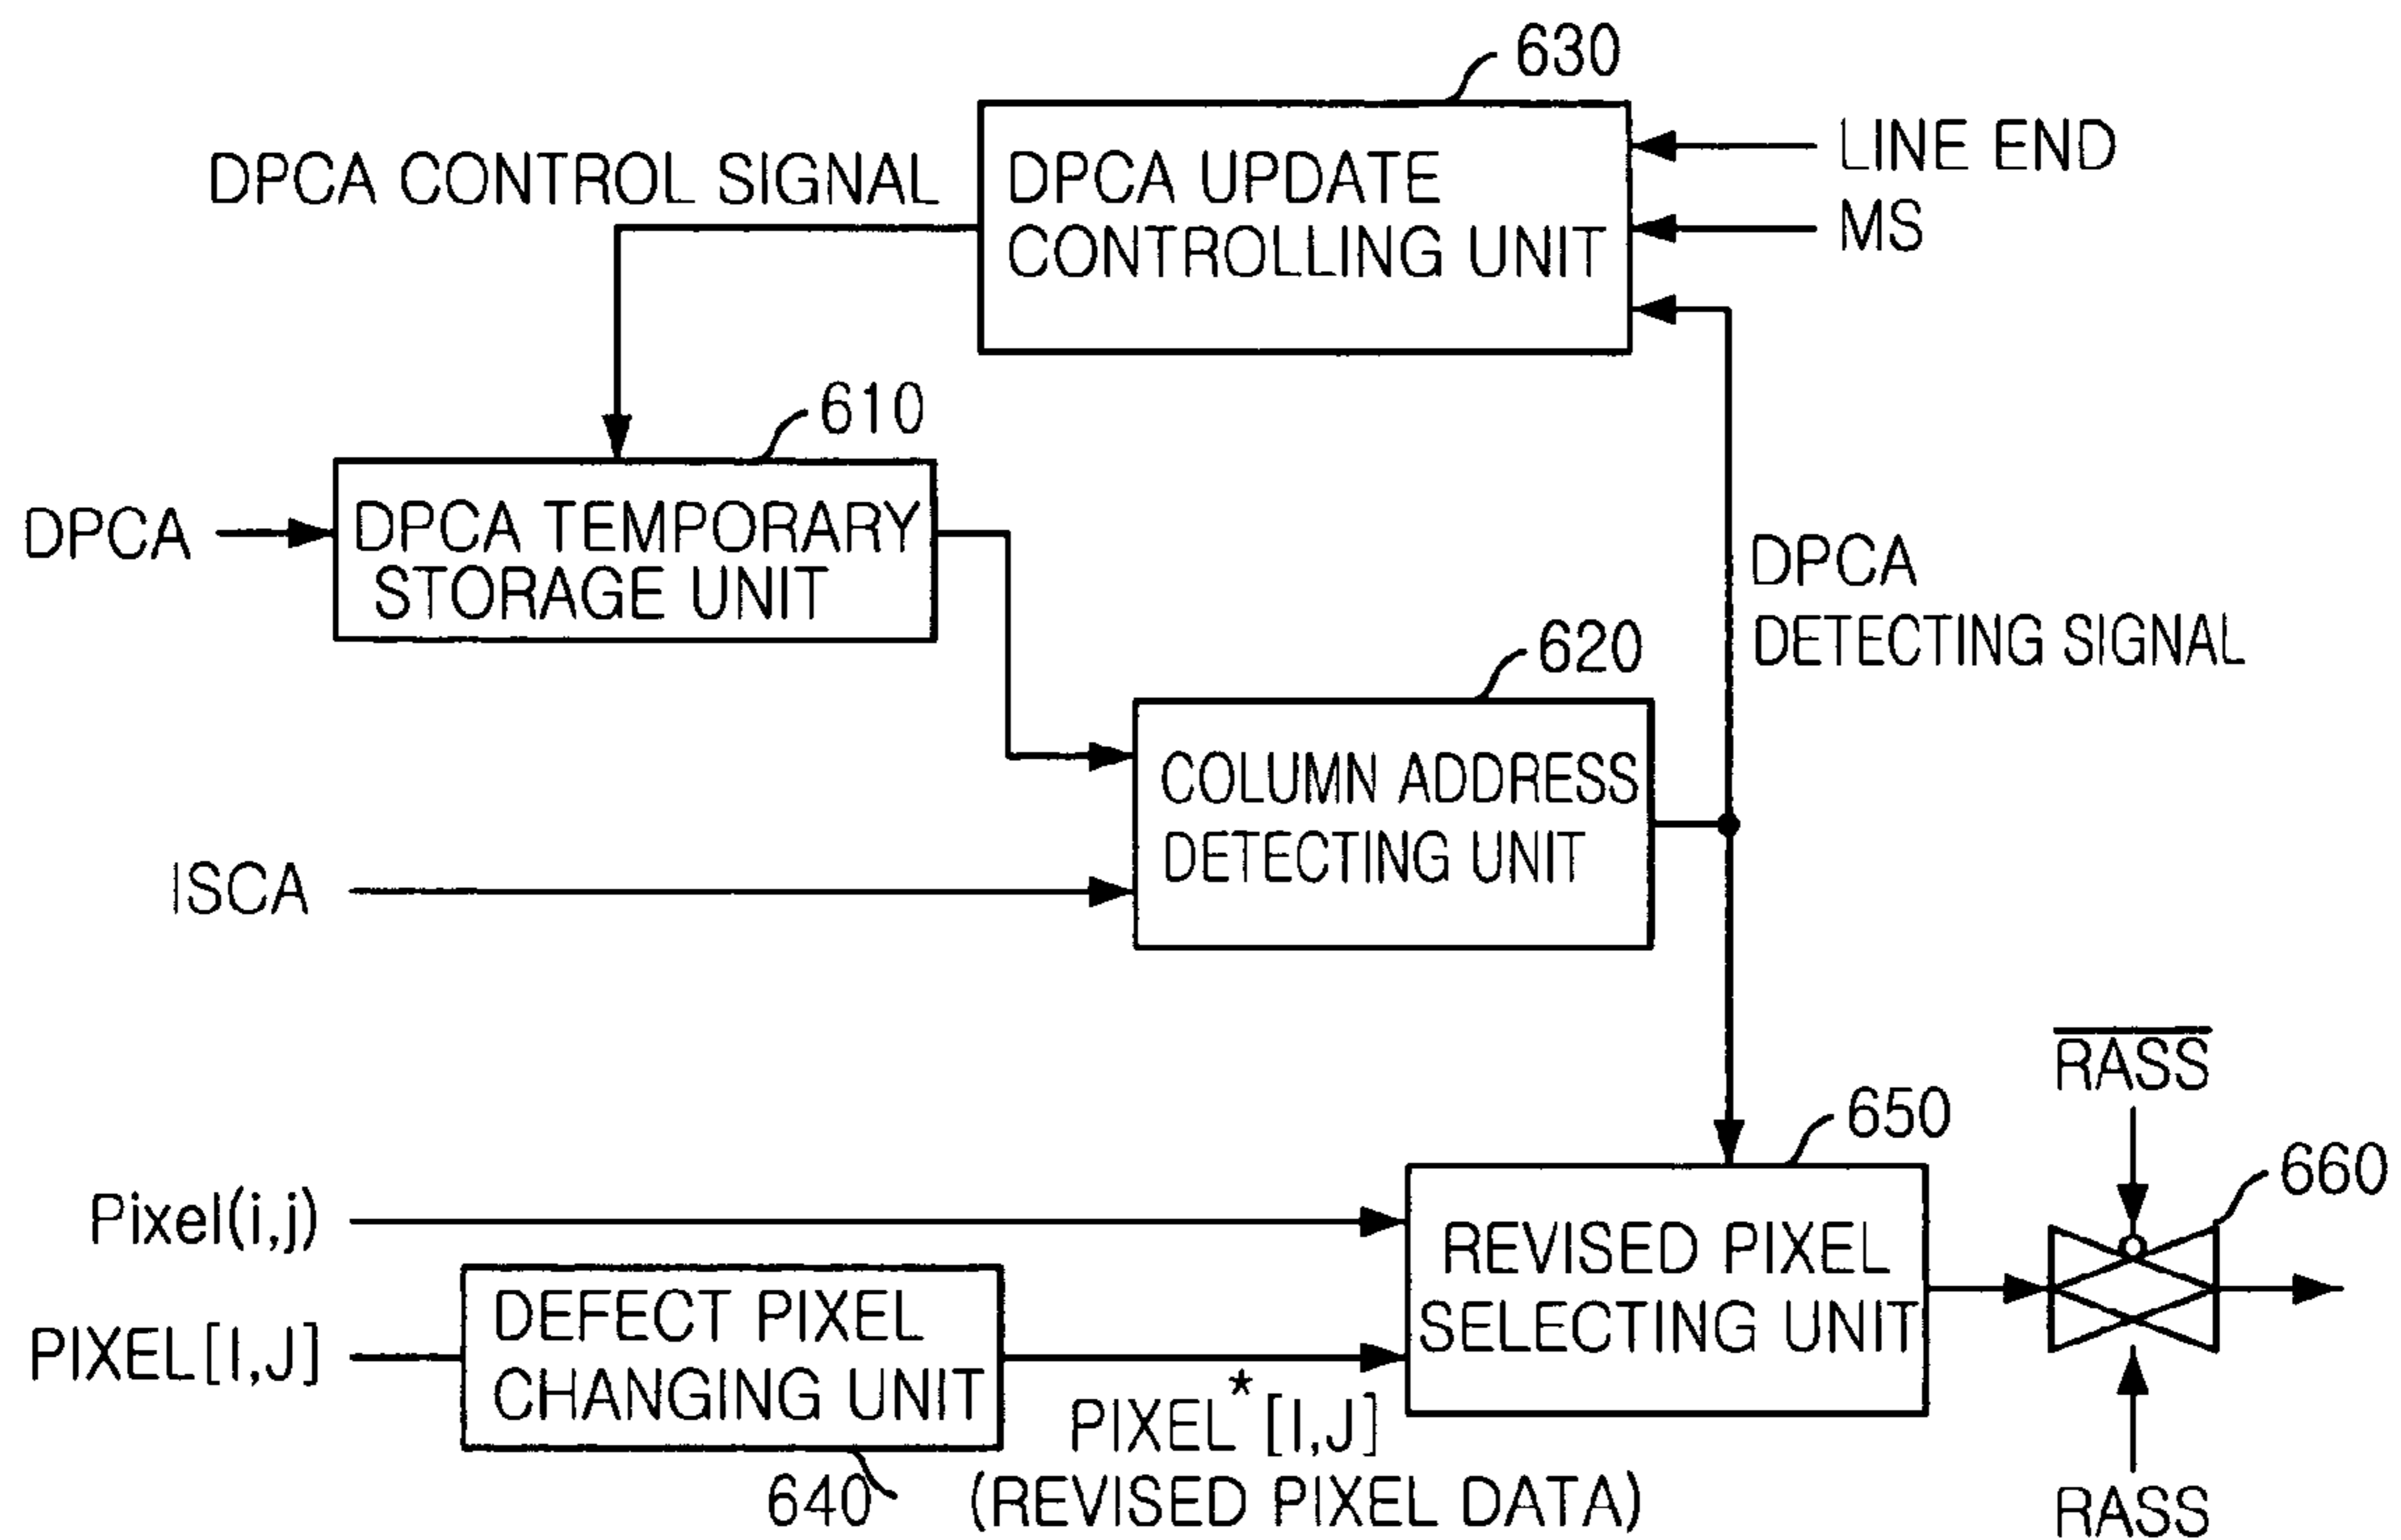 630
DPCA CONTROL SIGNAL
DPCA UPDATE
CONTROLLING UNIT
LINE END
MS
610
DPCA
DPCA TEMPORARY
STORAGE UNIT
DPCA
DETECTING SIGNAL
620
COLUMN ADDRESS
DETECTING UNIT
ISCA
RASS
650
660
Pixel(i,j)
REVISED PIXEL
SELECTING UNIT
PIXEL[I,J]
DEFECT PIXEL
CHANGING UNIT
PIXEL*[I,J]
(REVISED PIXEL DATA)
640
RASS